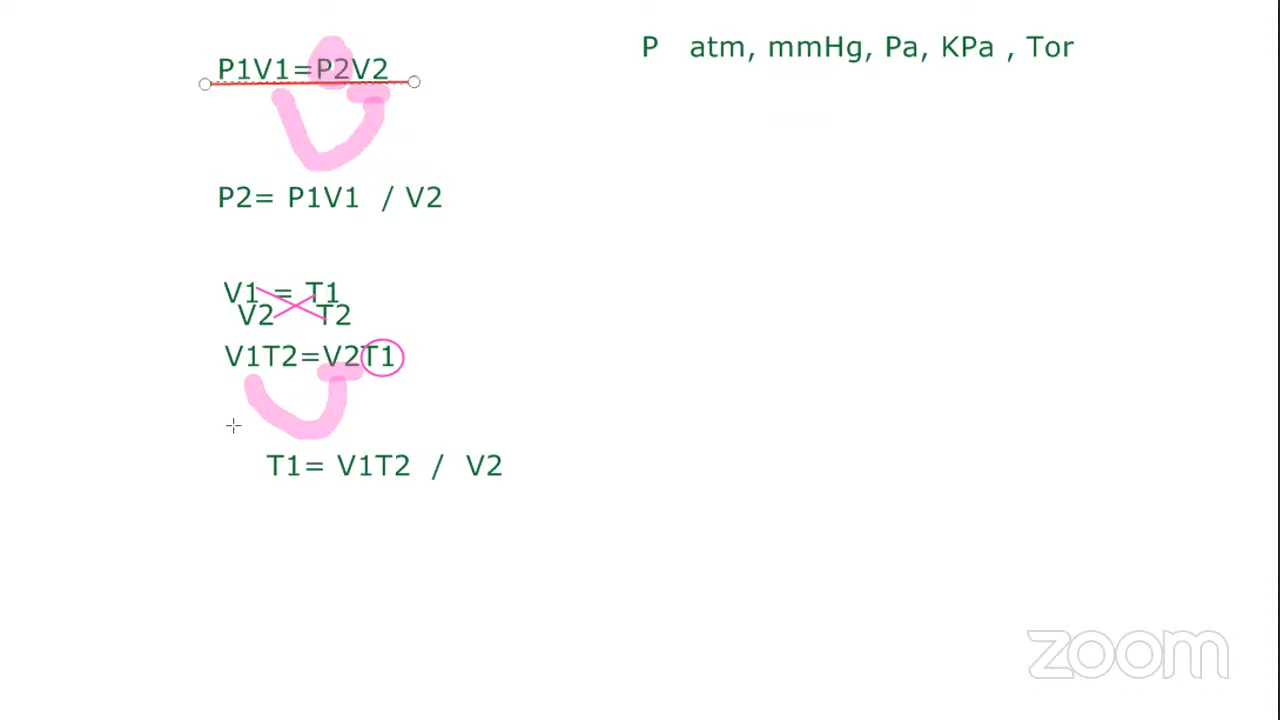 P1V1=P2V2
P atm, mmHg, Pa, KPa , Tor
P2= P1V1 / V2
V1 = T1
V2 T2
V1T2=V2T1
T1= V1T2 / V2
zoom